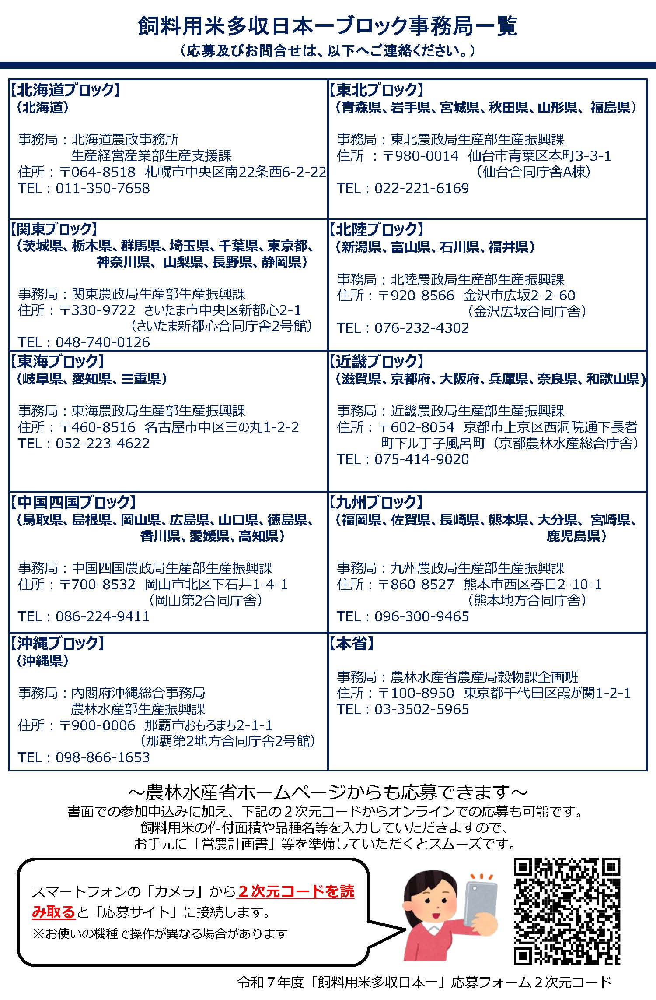 飼料用米多収日本一ブロック事務局一覧
（応募及びお問合せは、以下へご連絡ください。）
【北海道ブロック】
（北海道）
事務局：北海道農政事務所
生産経営産業部生産支援課
住所：〒064-8518　札幌市中央区南22条西6-2-22
TEL：011-350-7658
【東北ブロック】
（青森県、岩手県、宮城県、秋田県、山形県、福島県）
事務局：東北農政局生産部生産振興課
住所 ：〒980-0014　仙台市青葉区本町3-3-1
（仙台合同庁舎A棟）
TEL：022-221-6169
【関東ブロック】
（茨城県、栃木県、群馬県、埼玉県、千葉県、東京都、
神奈川県、山梨県、長野県、静岡県）
事務局：関東農政局生産部生産振興課
住所：〒330-9722　さいたま市中央区新都心2-1
（さいたま新都心合同庁舎2号館）
TEL：048-740-0126
【北陸ブロック】
（新潟県、富山県、石川県、福井県）
事務局：北陸農政局生産部生産振興課
住所：〒920-8566　金沢市広坂2-2-60
（金沢広坂合同庁舎）
TEL：076-232-4302
【東海ブロック】
（岐阜県、愛知県、三重県）
事務局：東海農政局生産部生産振興課
住所：〒460-8516　名古屋市中区三の丸1-2-2
TEL：052-223-4622
【近畿ブロック】
（滋賀県、京都府、大阪府、兵庫県、奈良県、和歌山県)
事務局：近畿農政局生産部生産振興課
住所：〒602-8054　京都市上京区西洞院通下長者
町下ル丁子風呂町（京都農林水産総合庁舎）
TEL：075-414-9020
【中国四国ブロック】
（鳥取県、島根県、岡山県、広島県、山口県、徳島県、
香川県、愛媛県、高知県）
事務局：中国四国農政局生産部生産振興課
住所：〒700-8532　岡山市北区下石井1-4-1
（岡山第2合同庁舎）
TEL：086-224-9411
【九州ブロック】
（福岡県、佐賀県、長崎県、熊本県、大分県、宮崎県、
鹿児島県）
事務局：九州農政局生産部生産振興課
住所：〒860-8527　熊本市西区春日2-10-1
（熊本地方合同庁舎）
TEL：096-300-9465
【沖縄ブロック】
（沖縄県）
事務局：内閣府沖縄総合事務局
農林水産部生産振興課
住所：〒900-0006　那覇市おもろまち2-1-1
（那覇第2地方合同庁舎2号館）
TEL：098-866-1653
【本省】
事務局：農林水産省農産局穀物課企画班
住所：〒100-8950　東京都千代田区霞が関1-2-1
TEL：03-3502-5965
～農林水産省ホームページからも応募できます～
書面での参加申込みに加え、下記の２次元コードからオンラインでの応募も可能です。
飼料用米の作付面積や品種名等を入力していただきますので、
お手元に「営農計画書」等を準備していただくとスムーズです。
スマートフォンの「カメラ」から２次元コードを読
み取ると「応募サイト」に接続します。
※お使いの機種で操作が異なる場合があります
令和７年度「飼料用米多収日本一」応募フォーム２次元コード